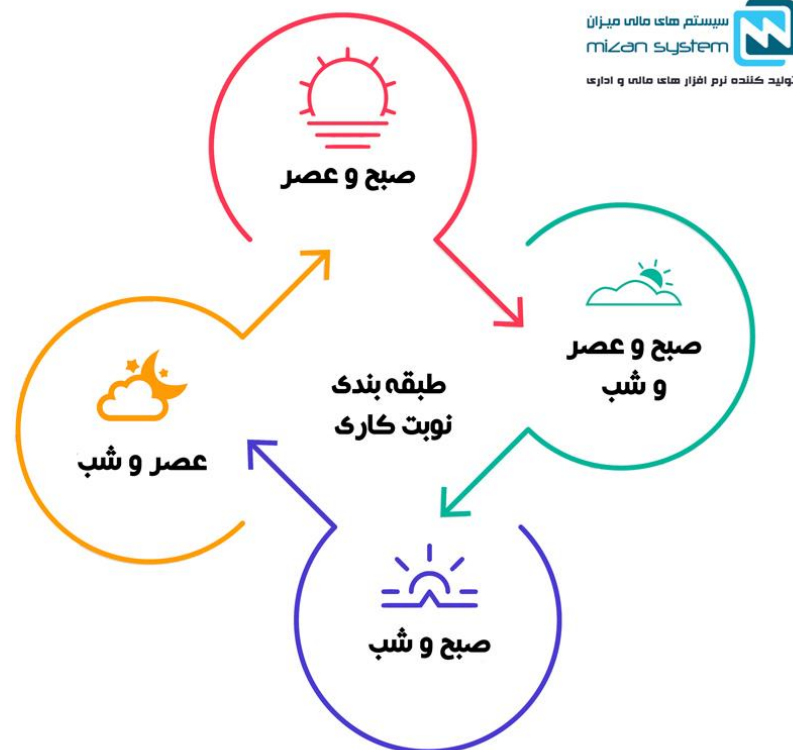 سیستم های مالی میزان
mizan system
تولید کننده نرم افزار های مالی و اداری
صبح و عصر
صبح و عصر
و شب
طبقه بندی
نوبت کاری
عصر و شب
صبح و شب